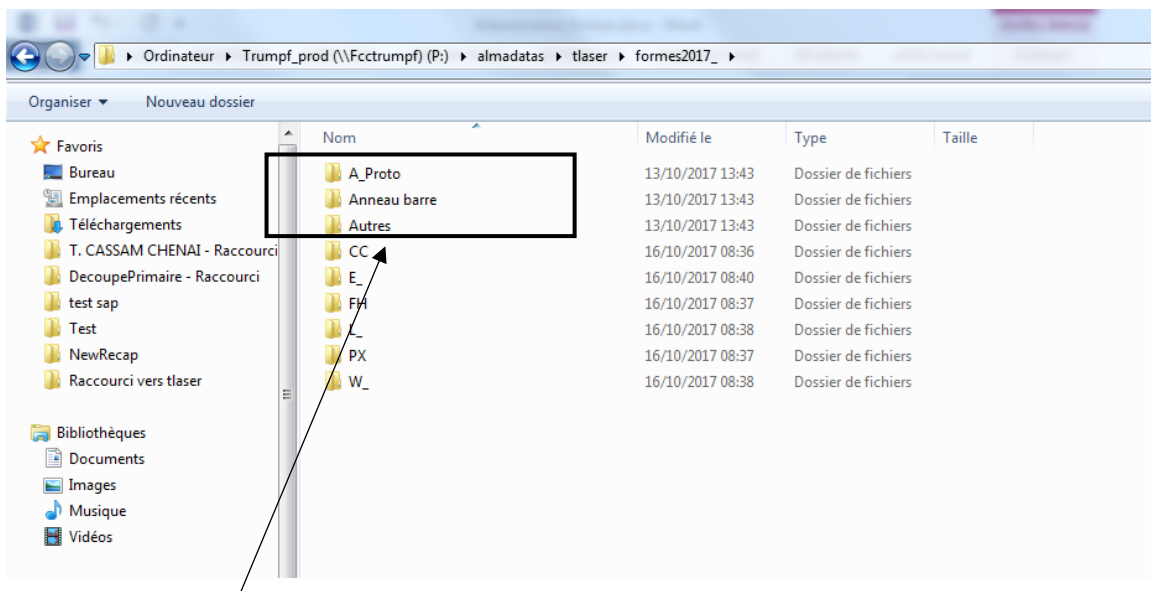 Ordinateur Trumpf_prod (\\Fcctrumpf) (P:) almadatas tlaser formes2017_
Organiser Nouveau dossier
Nom Modifié le Type Taille
Favoris
Bureau
Emplacements récents
Téléchargements
T. CASSAM CHENAI - Raccourci
DecoupePrimaire - Raccourci
test sap
Test
NewRecap
Raccourci vers tlaser
Bibliothèques
Documents
Images
Musique
Vidéos
A_Proto 13/10/2017 13:43 Dossier de fichiers
Anneau barre 13/10/2017 13:43 Dossier de fichiers
Autres 13/10/2017 13:43 Dossier de fichiers
CC 16/10/2017 08:36 Dossier de fichiers
E_ 16/10/2017 08:40 Dossier de fichiers
FH 16/10/2017 08:37 Dossier de fichiers
L_ 16/10/2017 08:38 Dossier de fichiers
PX 16/10/2017 08:37 Dossier de fichiers
W_ 16/10/2017 08:38 Dossier de fichiers